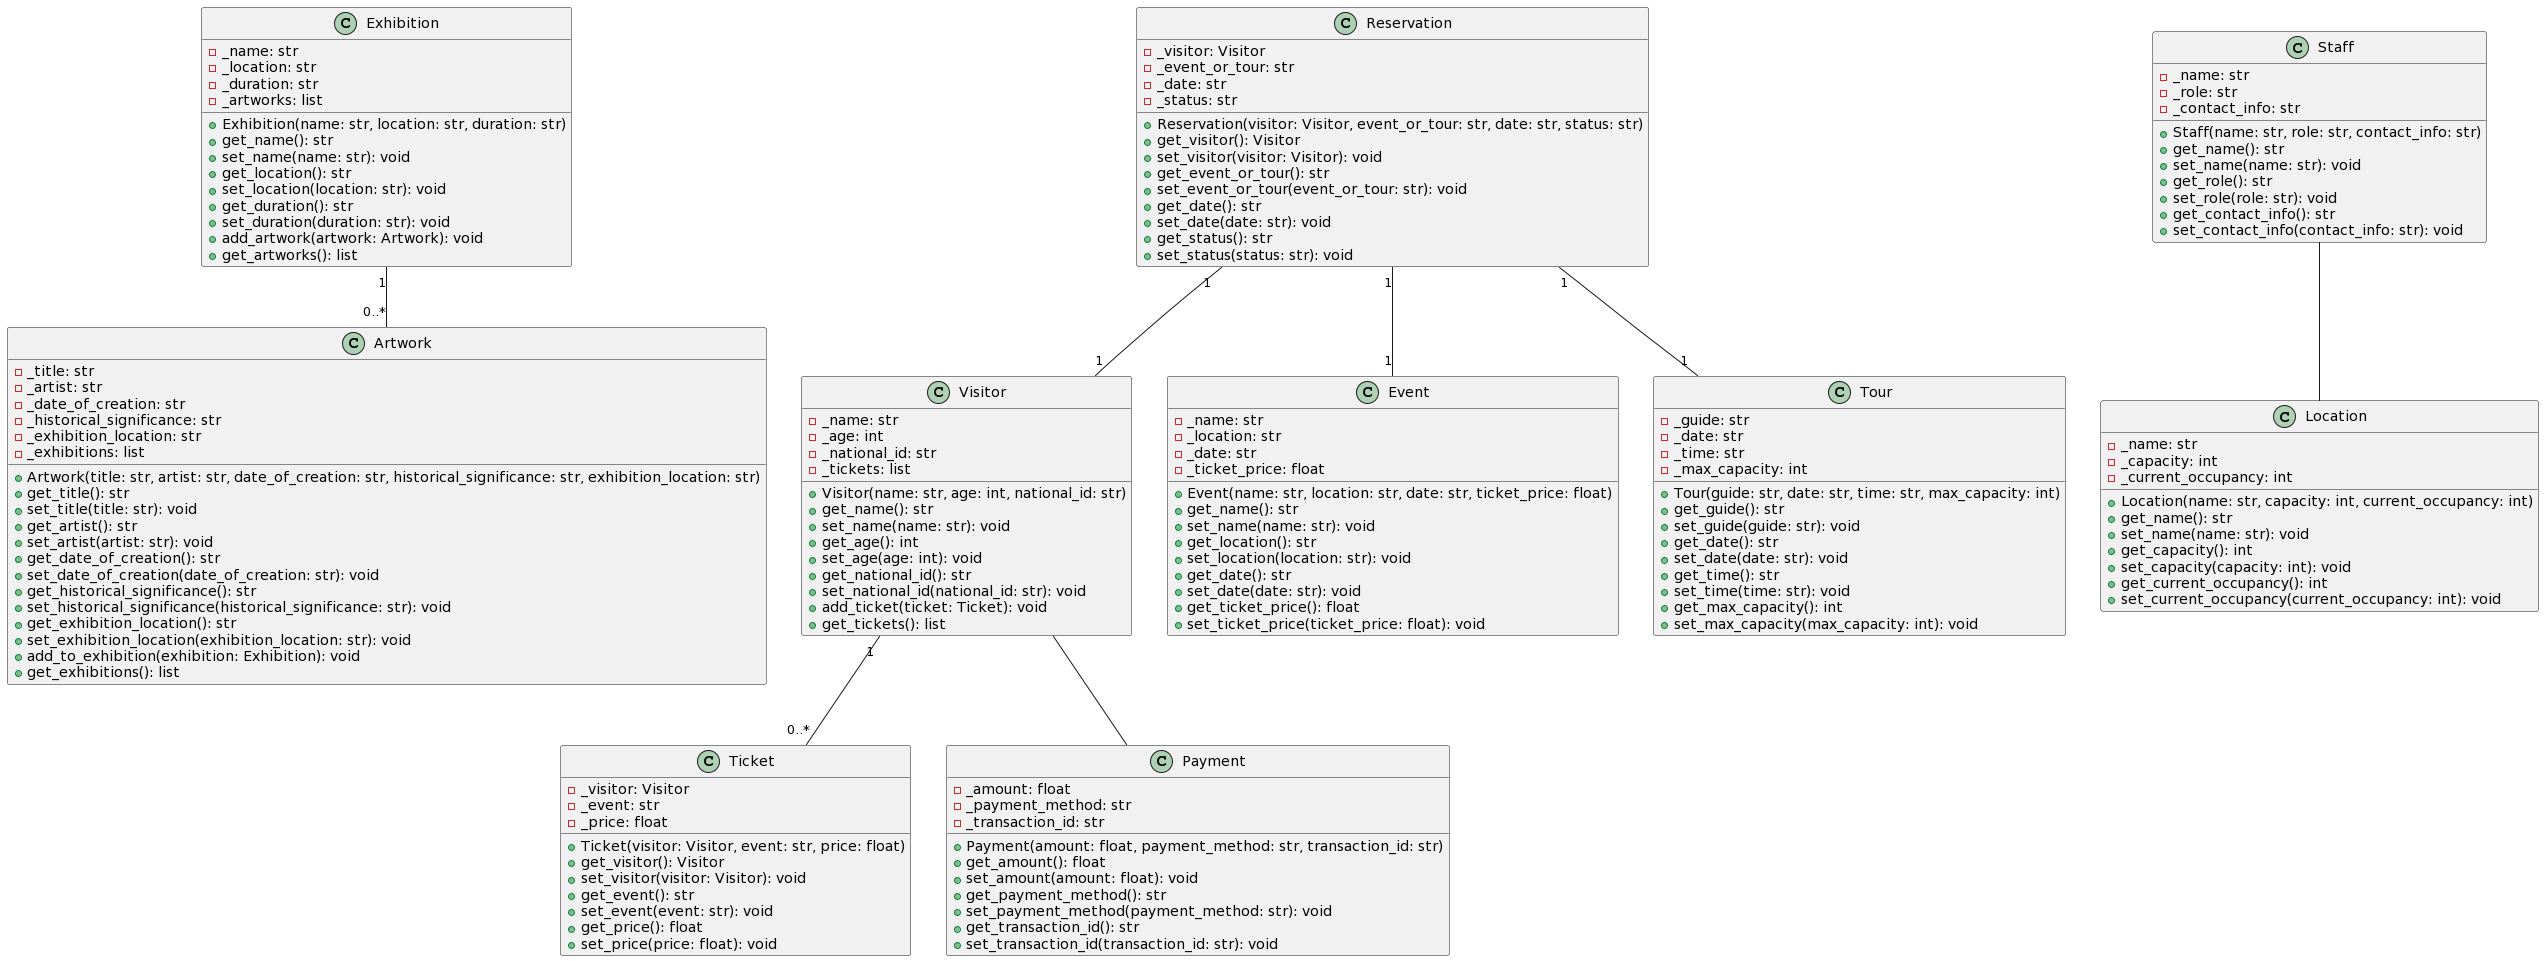 Exhibition
_name: str
_location: str
_duration: str
_artworks: list
Exhibition(name: str, location: str, duration: str)
get_name(): str
set_name(name: str): void
get_location(): str
set_location(location: str): void
get_duration(): str
set_duration(duration: str): void
add_artwork(artwork: Artwork): void
get_artworks(): list
Reservation
_visitor: Visitor
_event_or_tour: str
_date: str
_status: str
Reservation(visitor: Visitor, event_or_tour: str, date: str, status: str)
get_visitor(): Visitor
set_visitor(visitor: Visitor): void
get_event_or_tour(): str
set_event_or_tour(event_or_tour: str): void
get_date(): str
set_date(date: str): void
get_status(): str
set_status(status: str): void
Staff
_name: str
_role: str
_contact_info: str
Staff(name: str, role: str, contact_info: str)
get_name(): str
set_name(name: str): void
get_role(): str
set_role(role: str): void
get_contact_info(): str
set_contact_info(contact_info: str): void
1
0..*
1
1
1
1
1
1
Artwork
_title: str
_artist: str
_date_of_creation: str
_historical_significance: str
_exhibition_location: str
_exhibitions: list
Artwork(title: str, artist: str, date_of_creation: str, historical_significance: str, exhibition_location: str)
get_title(): str
set_title(title: str): void
get_artist(): str
set_artist(artist: str): void
get_date_of_creation(): str
set_date_of_creation(date_of_creation: str): void
get_historical_significance(): str
set_historical_significance(historical_significance: str): void
get_exhibition_location(): str
set_exhibition_location(exhibition_location: str): void
add_to_exhibition(exhibition: Exhibition): void
get_exhibitions(): list
Visitor
_name: str
_age: int
_national_id: str
_tickets: list
Visitor(name: str, age: int, national_id: str)
get_name(): str
set_name(name: str): void
get_age(): int
set_age(age: int): void
get_national_id(): str
set_national_id(national_id: str): void
add_ticket(ticket: Ticket): void
get_tickets(): list
Event
_name: str
_location: str
_date: str
_ticket_price: float
Event(name: str, location: str, date: str, ticket_price: float)
get_name(): str
set_name(name: str): void
get_location(): str
set_location(location: str): void
get_date(): str
set_date(date: str): void
get_ticket_price(): float
set_ticket_price(ticket_price: float): void
Tour
_guide: str
_date: str
_time: str
_max_capacity: int
Tour(guide: str, date: str, time: str, max_capacity: int)
get_guide(): str
set_guide(guide: str): void
get_date(): str
set_date(date: str): void
get_time(): str
set_time(time: str): void
get_max_capacity(): int
set_max_capacity(max_capacity: int): void
Location
_name: str
_capacity: int
_current_occupancy: int
Location(name: str, capacity: int, current_occupancy: int)
get_name(): str
set_name(name: str): void
get_capacity(): int
set_capacity(capacity: int): void
get_current_occupancy(): int
set_current_occupancy(current_occupancy: int): void
1
0..*
Ticket
_visitor: Visitor
_event: str
_price: float
Ticket(visitor: Visitor, event: str, price: float)
get_visitor(): Visitor
set_visitor(visitor: Visitor): void
get_event(): str
set_event(event: str): void
get_price(): float
set_price(price: float): void
Payment
_amount: float
_payment_method: str
_transaction_id: str
Payment(amount: float, payment_method: str, transaction_id: str)
get_amount(): float
set_amount(amount: float): void
get_payment_method(): str
set_payment_method(payment_method: str): void
get_transaction_id(): str
set_transaction_id(transaction_id: str): void